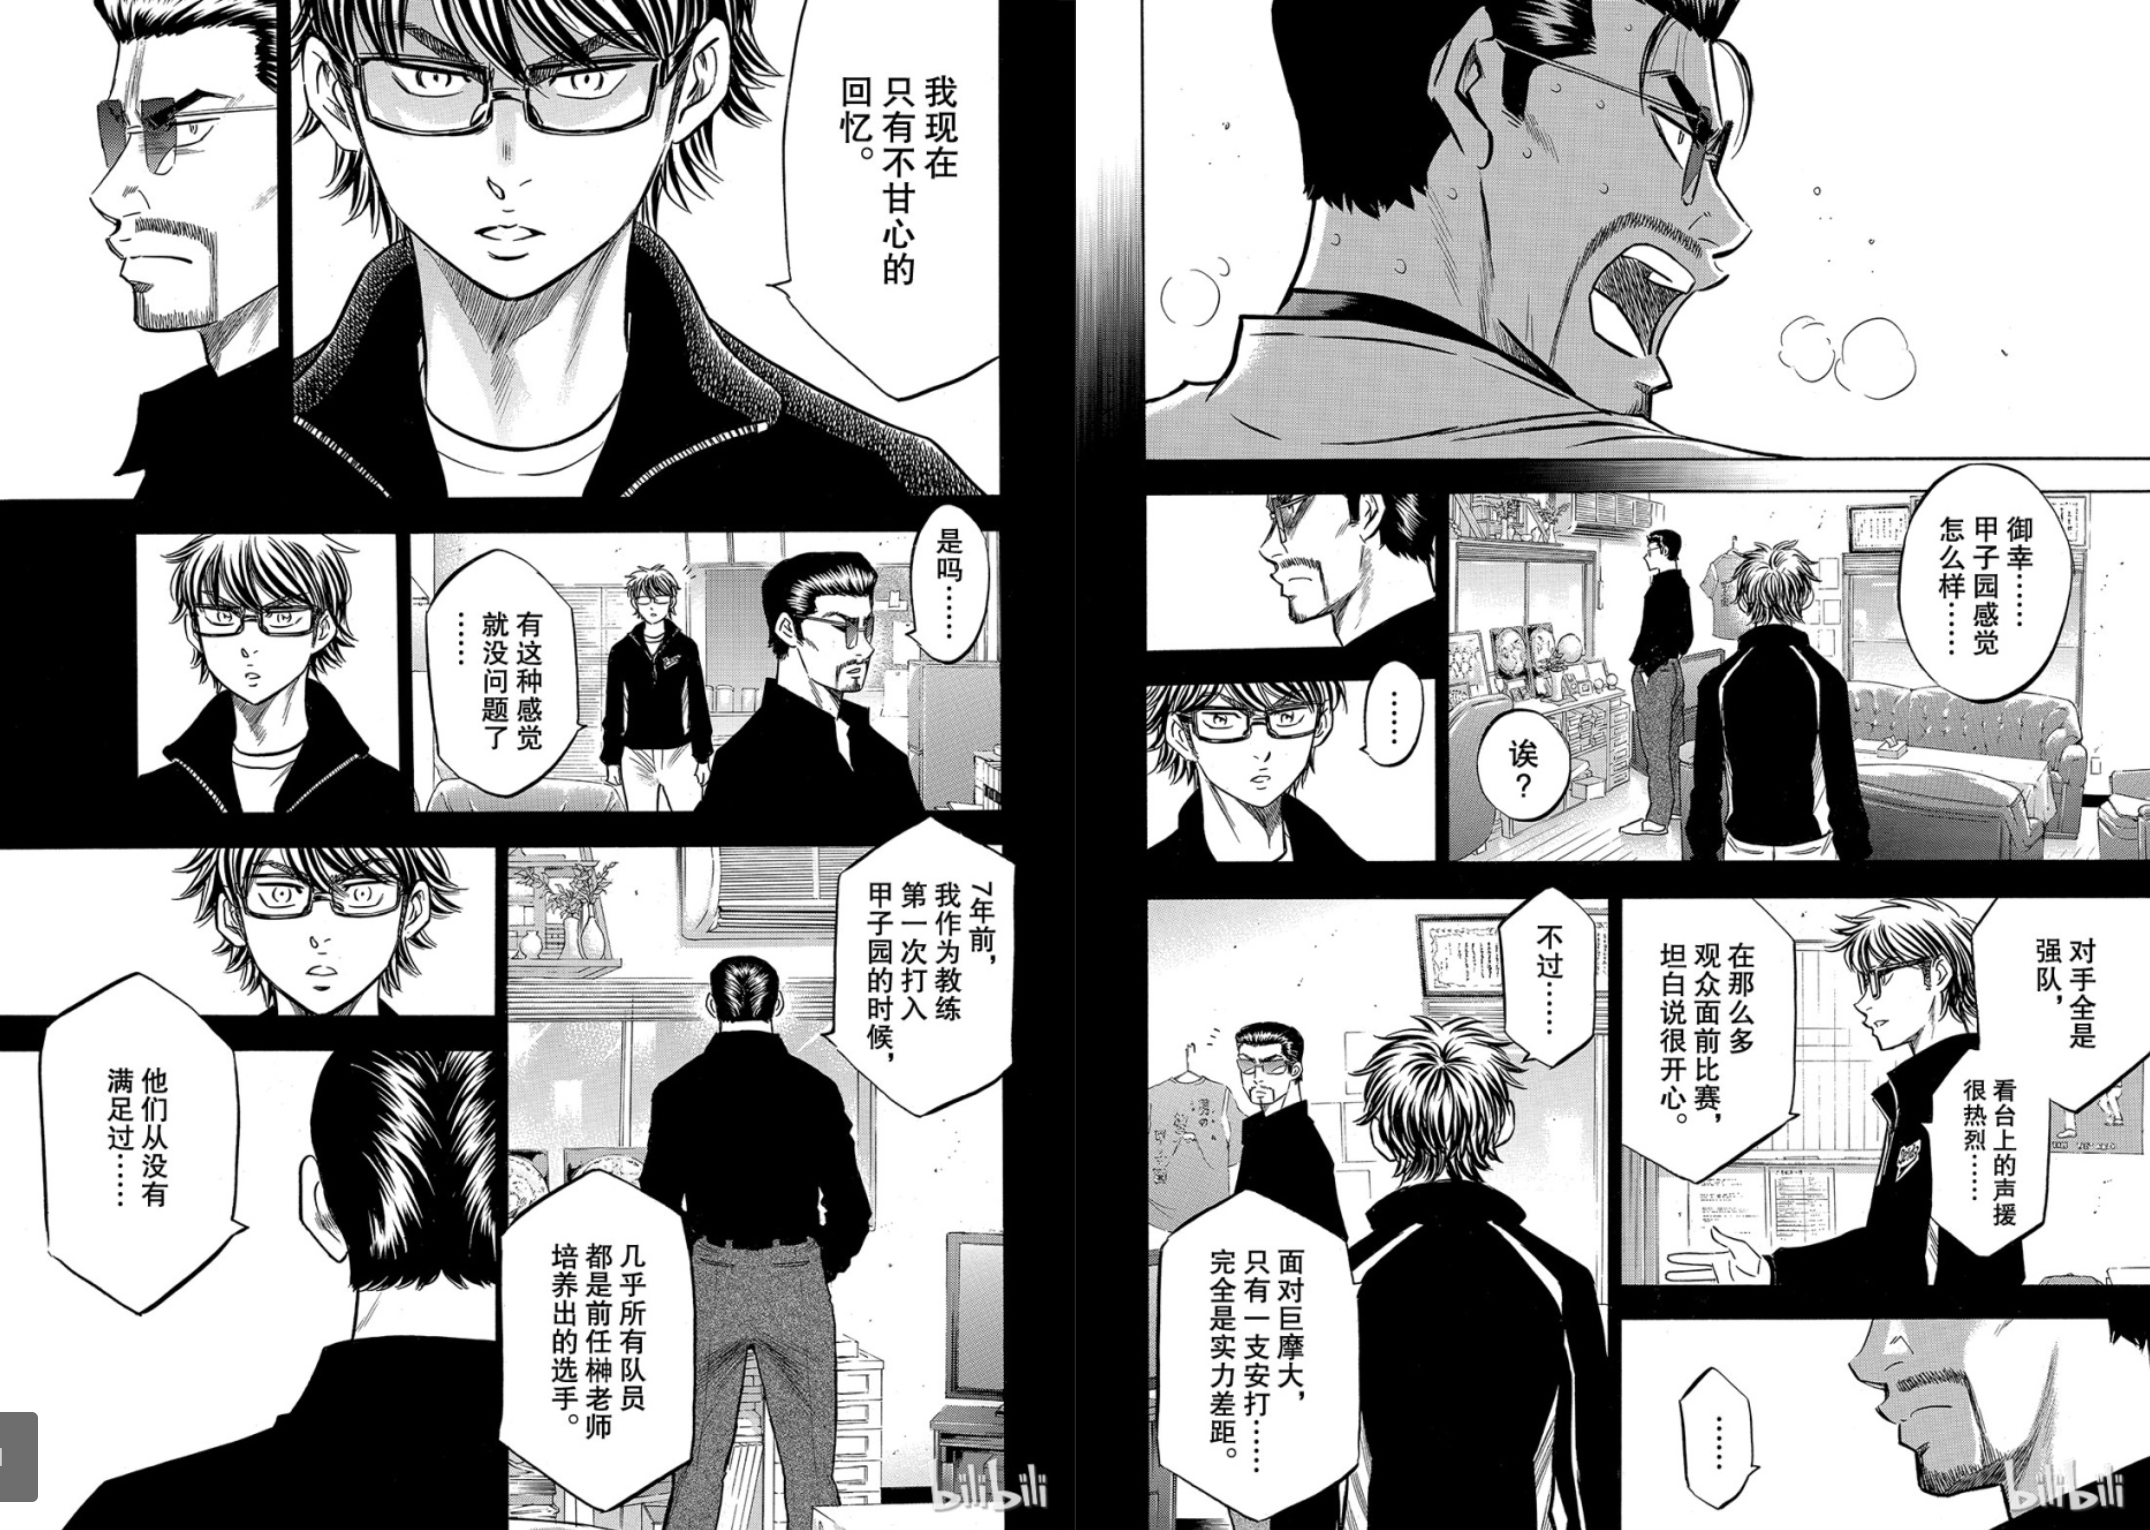 御幸……
甲子园感觉
怎么样……
诶？
……
对手全是
强队，
看台上的声援
很热烈……
在那么多
观众面前比赛，
坦白说很开心。
不过……
面对巨摩大，
只有一支安打……
完全是实力差距。
……
bilibili
我现在
只有不甘心的
回忆。
是吗……
有这种感觉
就没问题了
……
7年前，
我作为教练
第一次打入
甲子园的时候，
几乎所有队员
都是前任榊老师
培养出的选手。
他们从没有
满足过……
bilibili